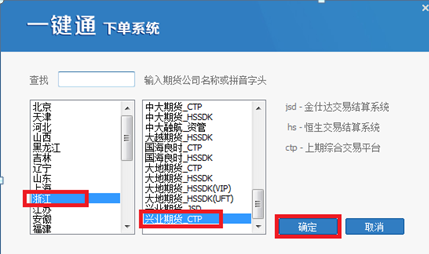 一键通 下单系统
查找 输入期货公司名称或拼音字头
北京
天津
河北
山西
黑龙江
吉林
辽宁
山东
上海
浙江
江苏
安徽
福建
中大期货_CTP
中大期货_HSSDK
中大融航_资管
大越期货_HSSDK
国海良时_CTP
国海良时_HSSDK
大地期货_CTP
大地期货_HSSDK
大地期货_HSSDK(VIP)
大地期货_HSSDK(UFT)
兴业期货_JSD
兴业期货_CTP
jsd - 金仕达交易结算系统
hs - 恒生交易结算系统
ctp - 上期综合交易平台
确定 取消